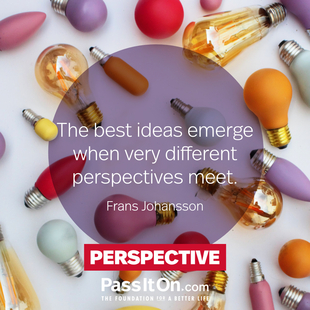 The best ideas emerge
when very different
perspectives meet.
Frans Johansson
PERSPECTIVE
PassItOn.com
THE FOUNDATION FOR A BETTER LIFE